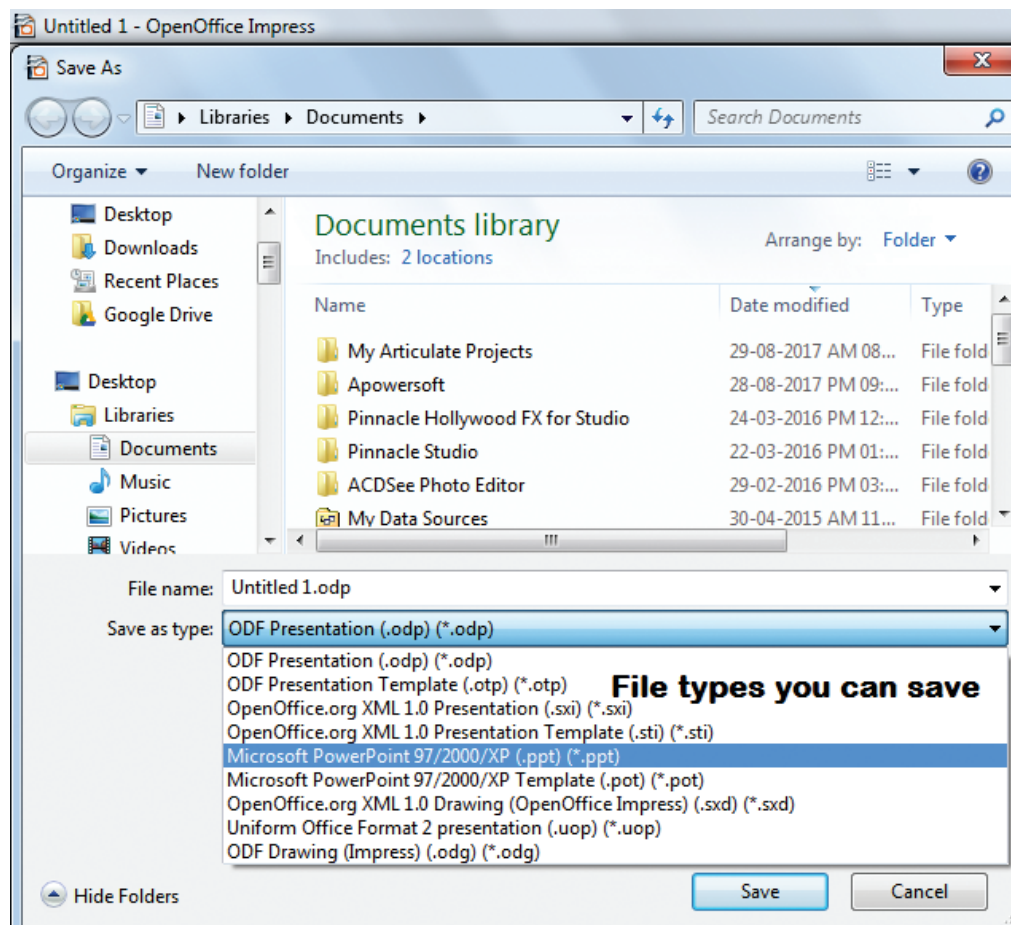 Untitled 1 - OpenOffice Impress
Save As
Libraries Documents
Search Documents
Organize New folder
Desktop
Downloads
Recent Places
Google Drive
Desktop
Libraries
Documents
Music
Pictures
Videos
Documents library
Includes: 2 locations
Arrange by: Folder
Name Date modified Type
My Articulate Projects 29-08-2017 AM 08... File fold
Apowersoft 28-08-2017 PM 09:... File fold
Pinnacle Hollywood FX for Studio 24-03-2016 PM 12:... File fold
Pinnacle Studio 22-03-2016 PM 01:... File fold
ACDSee Photo Editor 29-02-2016 PM 03:... File fold
My Data Sources 30-04-2015 AM 11... File fold
File name: Untitled 1.odp
Save as type: ODF Presentation (.odp) (*.odp)
ODF Presentation (.odp) (*.odp)
ODF Presentation Template (.otp) (*.otp)
File types you can save
OpenOffice.org XML 1.0 Presentation (.sxi) (*.sxi)
OpenOffice.org XML 1.0 Presentation Template (.sti) (*.sti)
Microsoft PowerPoint 97/2000/XP (.ppt) (*.ppt)
Microsoft PowerPoint 97/2000/XP Template (.pot) (*.pot)
OpenOffice.org XML 1.0 Drawing (OpenOffice Impress) (.sxd) (*.sxd)
Uniform Office Format 2 presentation (.uop) (*.uop)
ODF Drawing (Impress) (.odg) (*.odg)
Hide Folders
Save Cancel